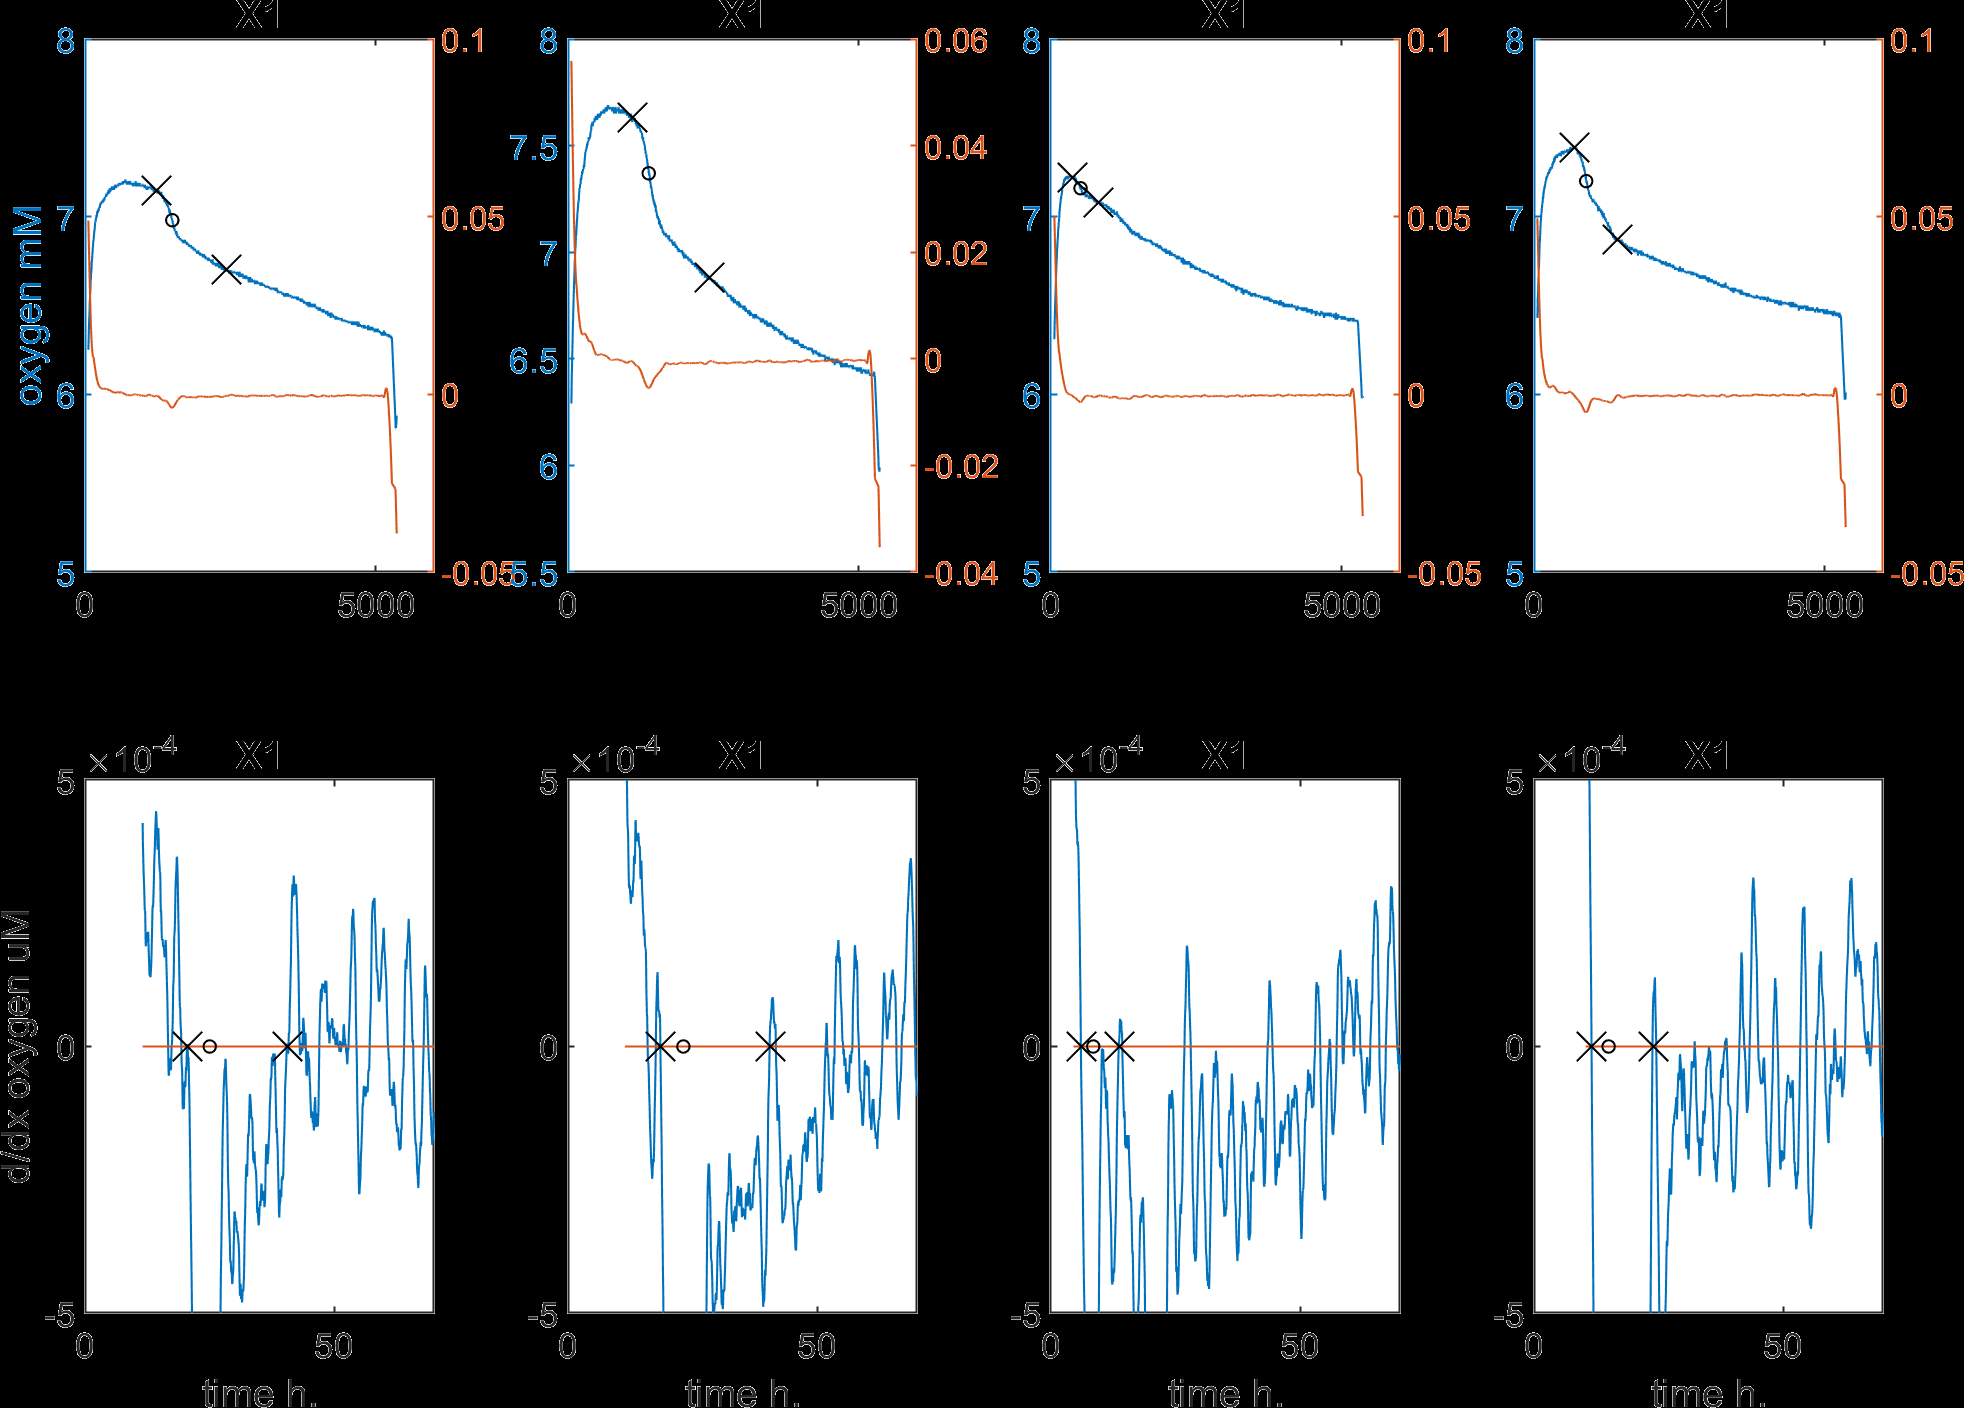 X1 X1 X1 X1
8 0.1 8 0.06 8 0.1 8 0.1
7.5 0.04
7 0.05 7 0.02 7 0.05 7 0.05
oxygen mM
6.5 0
6 0 6 -0.02 6 0 6 0
5 -0.05 5.5 -0.04 5 -0.05 5 -0.05
0 5000 0 5000 0 5000 0 5000
×10-4 X1 ×10-4 X1 ×10-4 X1 ×10-4 X1
5 5 5 5
d/dx oxygen uM
0 0 0 0
-5 -5 -5 -5
0 50 0 50 0 50 0 50
time h. time h. time h. time h.